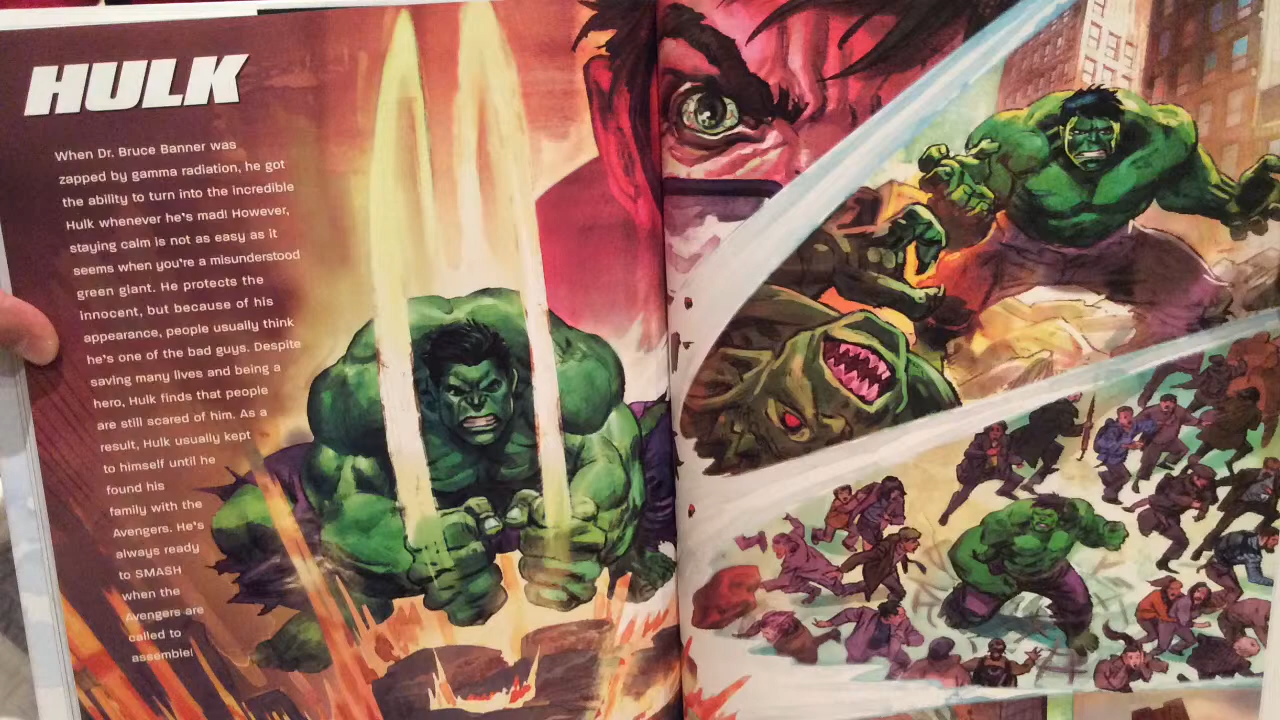 HULK
When Dr. Bruce Banner was
zapped by gamma radiation, he got
the ability to turn into the incredible
Hulk whenever he's mad! However,
staying calm is not as easy as it
seems when you're a misunderstood
green giant. He protects the
innocent, but because of his
appearance, people usually think
he's one of the bad guys. Despite
saving many lives and being a
hero, Hulk finds that people
are still scared of him. As a
result, Hulk usually kept
to himself until he
found his
family with the
Avengers. He's
always ready
to SMASH
when the
Avengers are
called to
assemble!